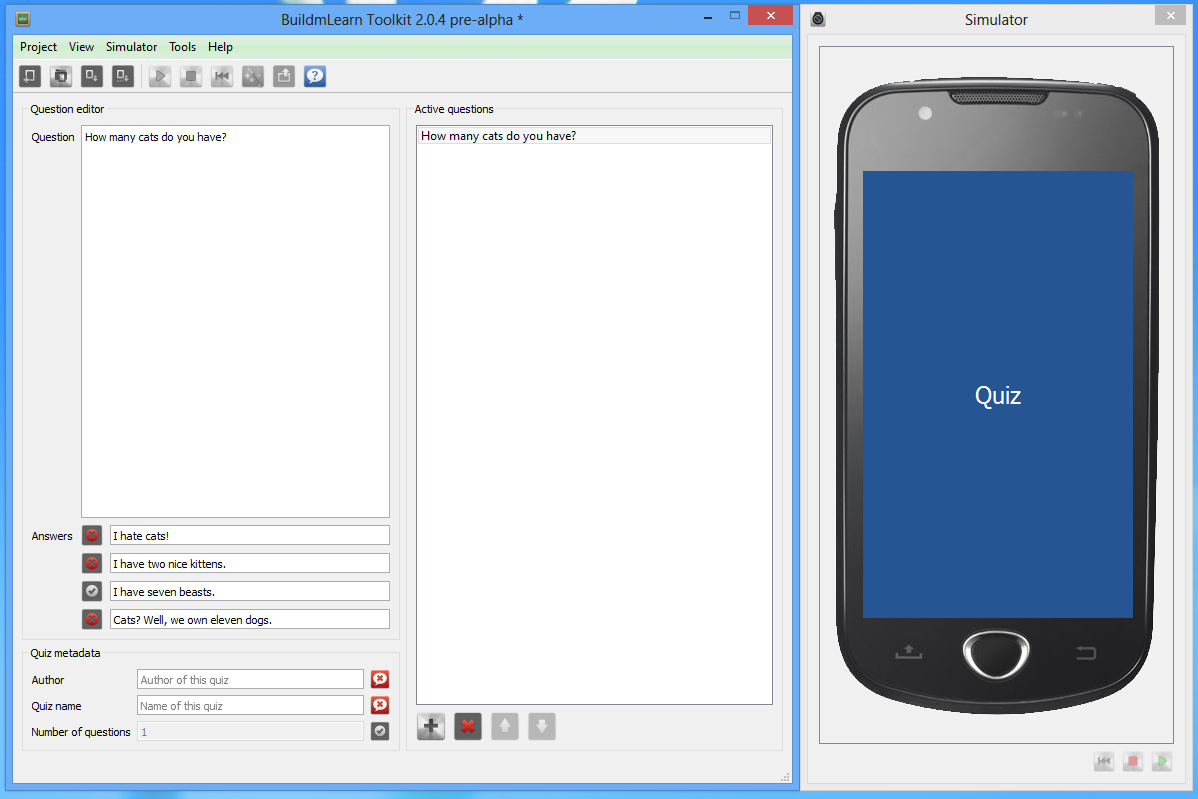 BuildmLearn Toolkit 2.0.4 pre-alpha *
Project View Simulator Tools Help
Question editor
Question
How many cats do you have?
Answers
I hate cats!
I have two nice kittens.
I have seven beasts.
Cats? Well, we own eleven dogs.
Quiz metadata
Author
Author of this quiz
Quiz name
Name of this quiz
Number of questions
1
Active questions
How many cats do you have?
Simulator
Quiz